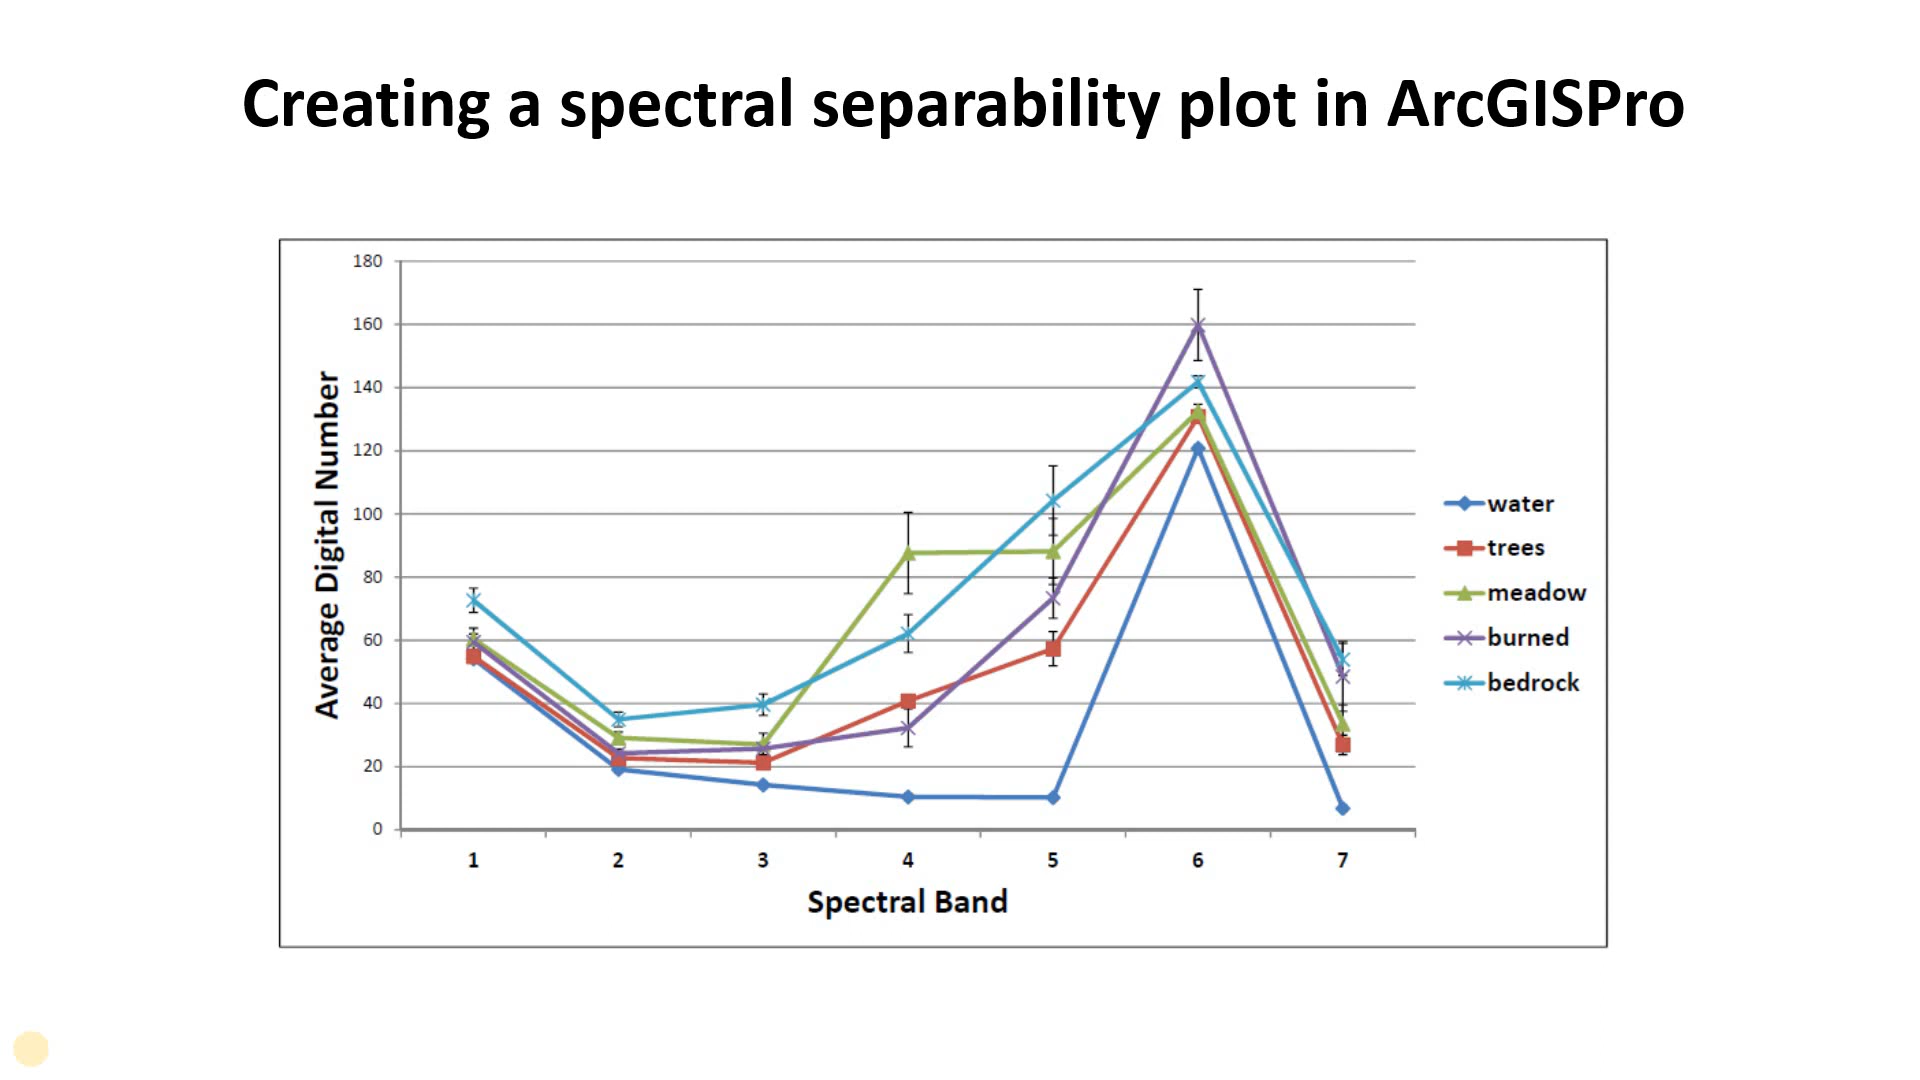 Creating a spectral separability plot in ArcGISPro
180
160
140
120
100
80
60
40
20
0
Average Digital Number
1 2 3 4 5 6 7
Spectral Band
water
trees
meadow
burned
bedrock